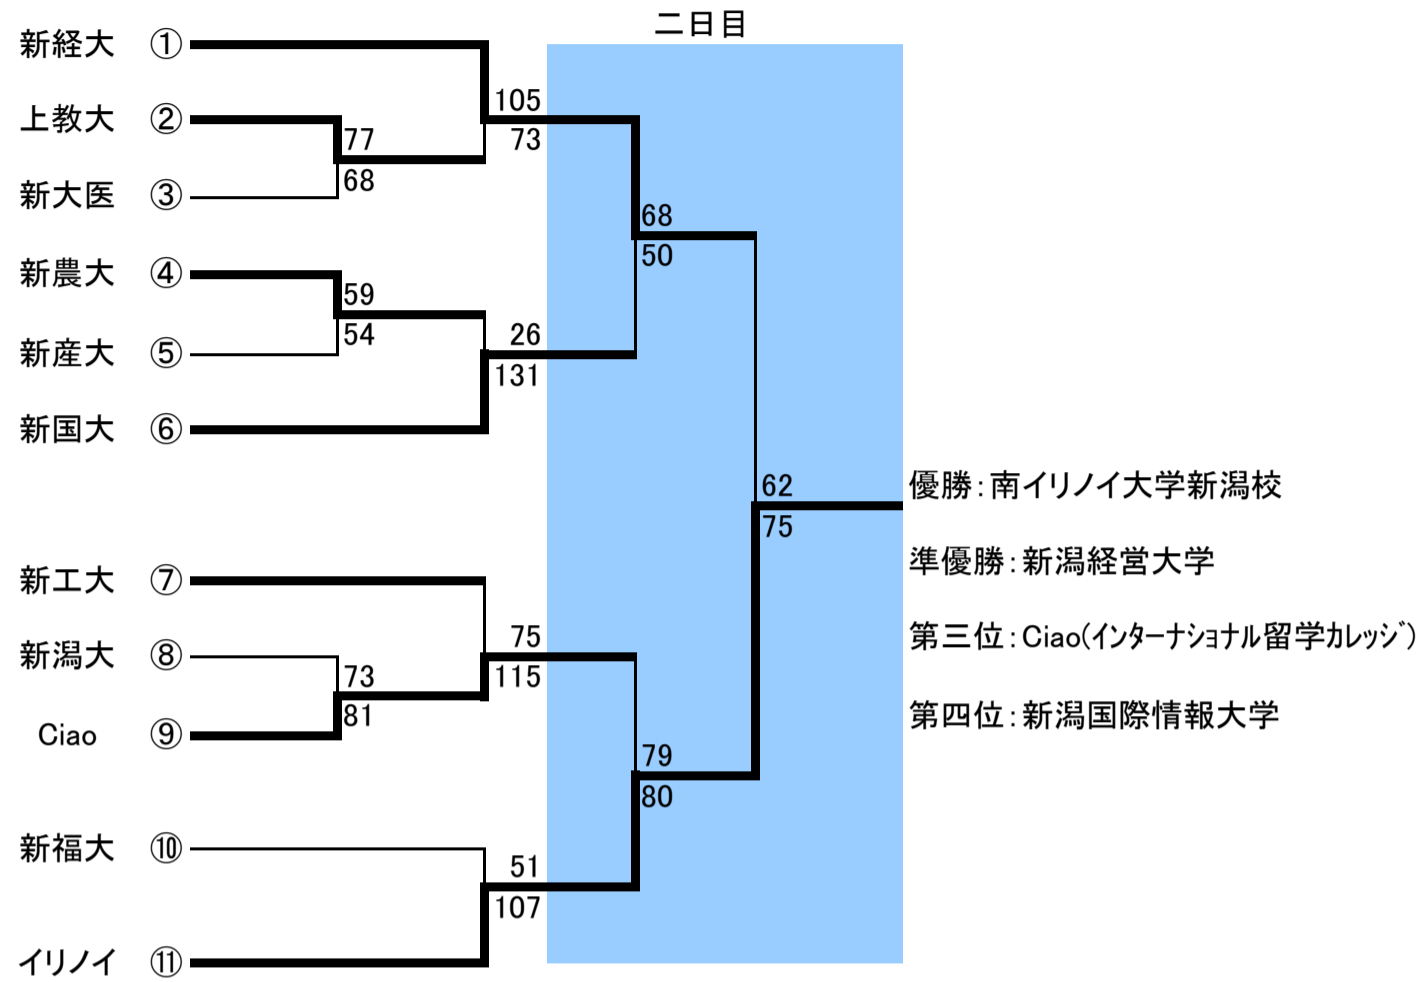 二日目
新経大 ①
105
上教大 ②
73
77
新大医 ③
68
68
50
新農大 ④
59
新産大 ⑤
54
26
131
新国大 ⑥
62
優勝：南イリノイ大学新潟校
75
準優勝：新潟経営大学
新工大 ⑦
75
第三位：Ciao(ｲﾝﾀｰﾅｼｮﾅﾙ留学ｶﾚｯｼﾞ)
新潟大 ⑧
115
73
81
第四位：新潟国際情報大学
Ciao ⑨
79
80
新福大 ⑩
51
107
イリノイ ⑪